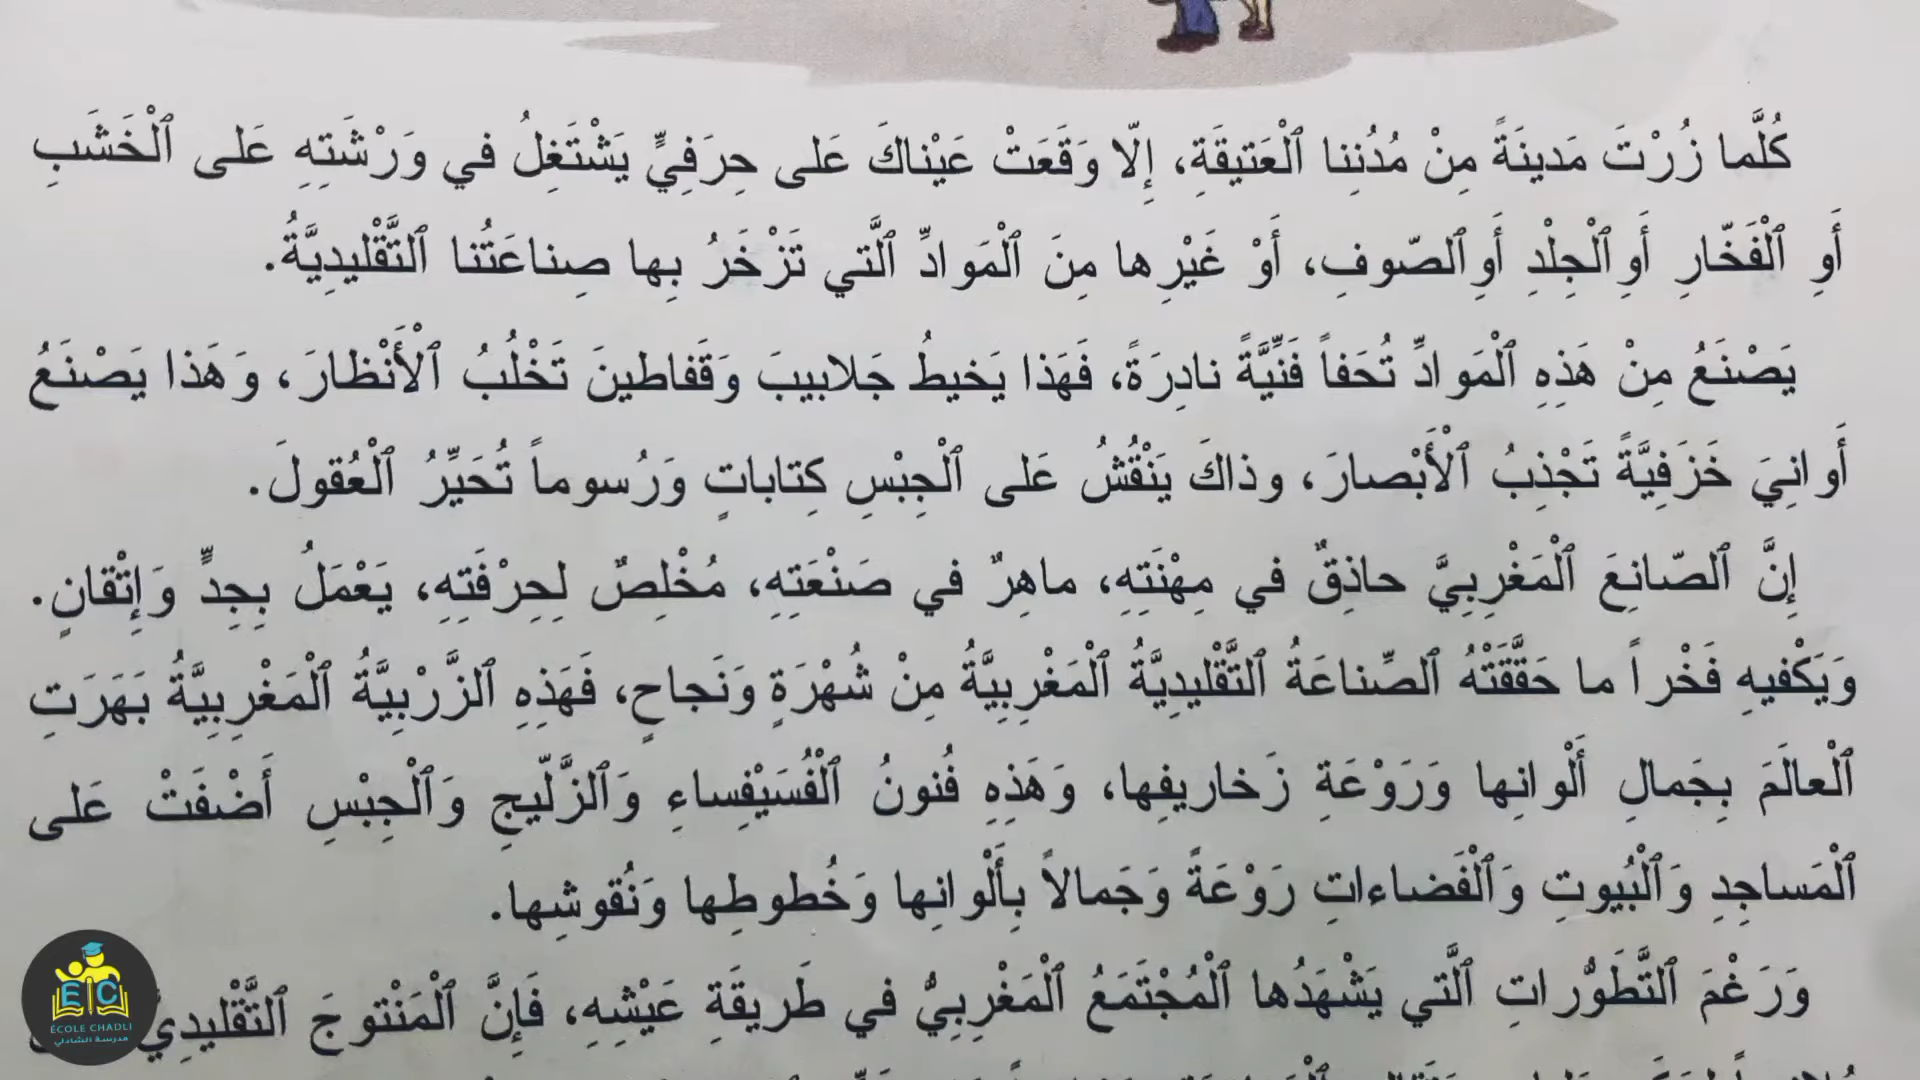 كُلَّما زُرْتَ مَدينَةً مِنْ مُدُنِنا ٱلْعَتيقَةِ، إِلّا وَقَعَتْ عَيْناكَ عَلى حِرَفِيٍّ يَشْتَغِلُ في وَرْشَتِهِ عَلى ٱلْخَشَبِ
أَوِ ٱلْفَخّارِ أَوِ ٱلْجِلْدِ أَوِ ٱلصّوفِ، أَوْ غَيْرِها مِنَ ٱلْمَوادِّ ٱلَّتي تَزْخَرُ بِها صِناعَتُنا ٱلتَّقْليدِيَّةُ.
يَصْنَعُ مِنْ هَذِهِ ٱلْمَوادِّ تُحَفاً فَنِّيَّةً نادِرَةً، فَهَذا يَخيطُ جَلابيبَ وَقَفاطينَ تَخْلُبُ ٱلْأَنْظارَ، وَهَذا يَصْنَعُ
أَوانِيَ خَزَفِيَّةً تَجْذِبُ ٱلْأَبْصارَ، وذاكَ يَنْقُشُ عَلى ٱلْجِبْسِ كِتاباتٍ وَرُسوماً تُحَيِّرُ ٱلْعُقولَ.
إِنَّ ٱلصّانِعَ ٱلْمَغْرِبِيَّ حاذِقٌ في مِهْنَتِهِ، ماهِرٌ في صَنْعَتِهِ، مُخْلِصٌ لِحِرْفَتِهِ، يَعْمَلُ بِجِدٍّ وَإِتْقانٍ.
وَيَكْفيهِ فَخْراً ما حَقَّقَتْهُ ٱلصِّناعَةُ ٱلتَّقْليدِيَّةُ ٱلْمَغْرِبِيَّةُ مِنْ شُهْرَةٍ وَنَجاحٍ، فَهَذِهِ ٱلزَّرْبِيَّةُ ٱلْمَغْرِبِيَّةُ بَهَرَتِ
ٱلْعالَمَ بِجَمالِ أَلْوانِها وَرَوْعَةِ زَخاريفِها، وَهَذِهِ فُنونُ ٱلْفُسَيْفِساءِ وَٱلزَّلّيجِ وَٱلْجِبْسِ أَضْفَتْ عَلى
ٱلْمَساجِدِ وَٱلْبُيوتِ وَٱلْفَضاءاتِ رَوْعَةً وَجَمالاً بِأَلْوانِها وَخُطوطِها وَنُقوشِها.
وَرَغْمَ ٱلتَّطَوُّراتِ ٱلَّتي يَشْهَدُها ٱلْمُجْتَمَعُ ٱلْمَغْرِبِيُّ في طَريقَةِ عَيْشِهِ، فَإِنَّ ٱلْمَنْتوجَ ٱلتَّقْليدِيَّ
EC
ÉCOLE CHADLI
مدرسة الشادلي